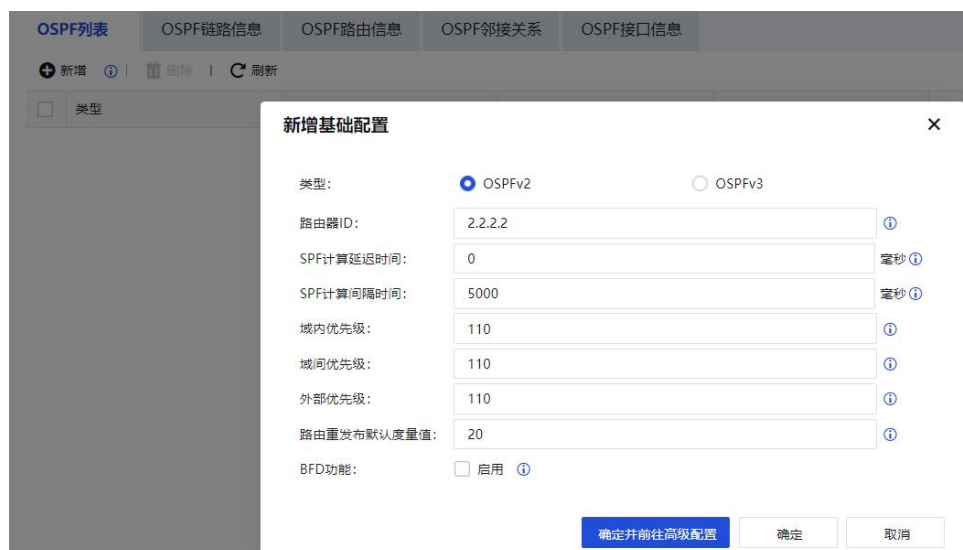 OSPF列表 OSPF链路信息 OSPF路由信息 OSPF邻接关系 OSPF接口信息
新增 删除 刷新
类型
新增基础配置
类型: OSPFv2 OSPFv3
路由器ID: 2.2.2.2
SPF计算延迟时间: 0 毫秒
SPF计算间隔时间: 5000 毫秒
域内优先级: 110
域间优先级: 110
外部优先级: 110
路由重发布默认度量值: 20
BFD功能: 启用
确定并前往高级配置 确定 取消